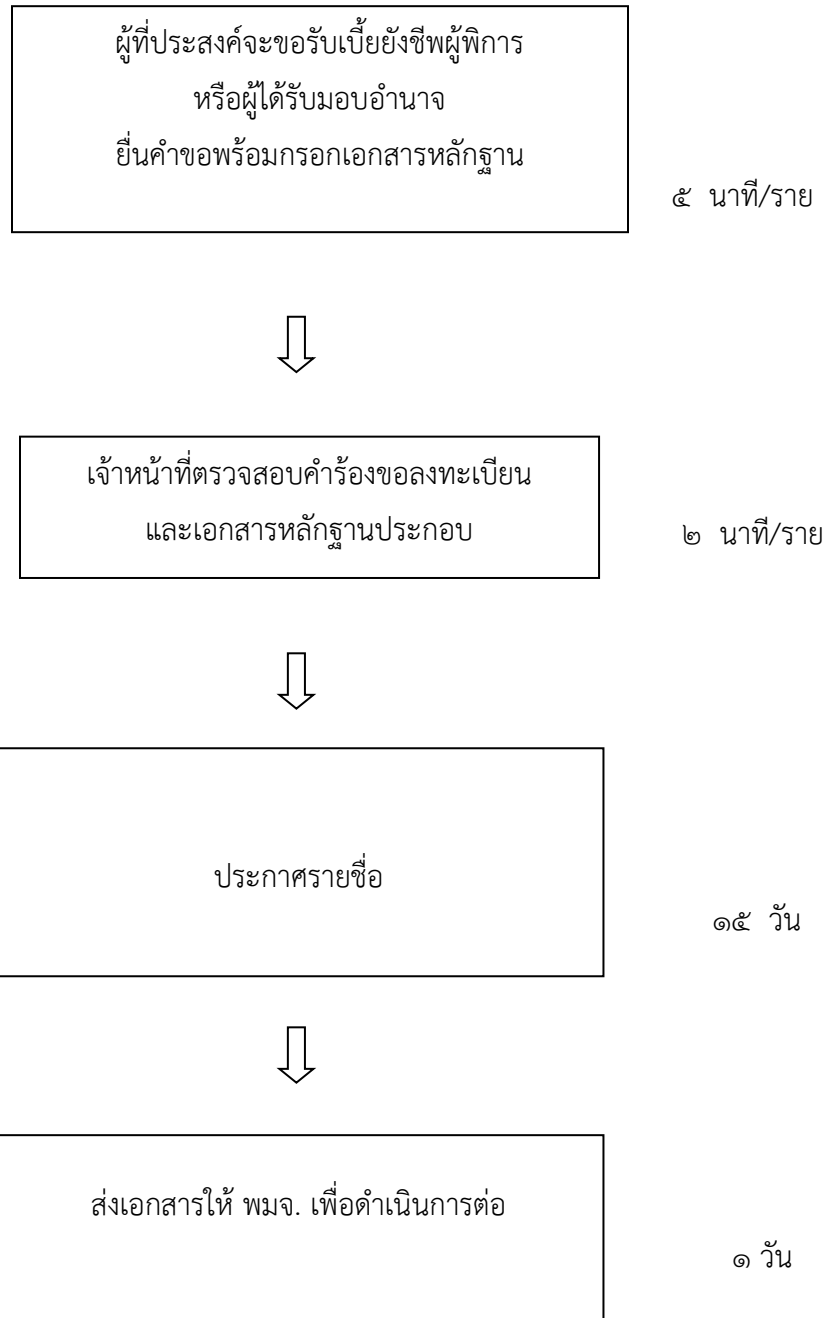 ผู้ที่ประสงค์จะขอรับเบี้ยยังชีพผู้พิการ
หรือผู้ได้รับมอบอำนาจ
ยื่นคำขอพร้อมกรอกเอกสารหลักฐาน
๕ นาที/ราย
เจ้าหน้าที่ตรวจสอบคำร้องขอลงทะเบียน
และเอกสารหลักฐานประกอบ
๒ นาที/ราย
ประกาศรายชื่อ
๑๕ วัน
ส่งเอกสารให้ พมจ. เพื่อดำเนินการต่อ
๑ วัน